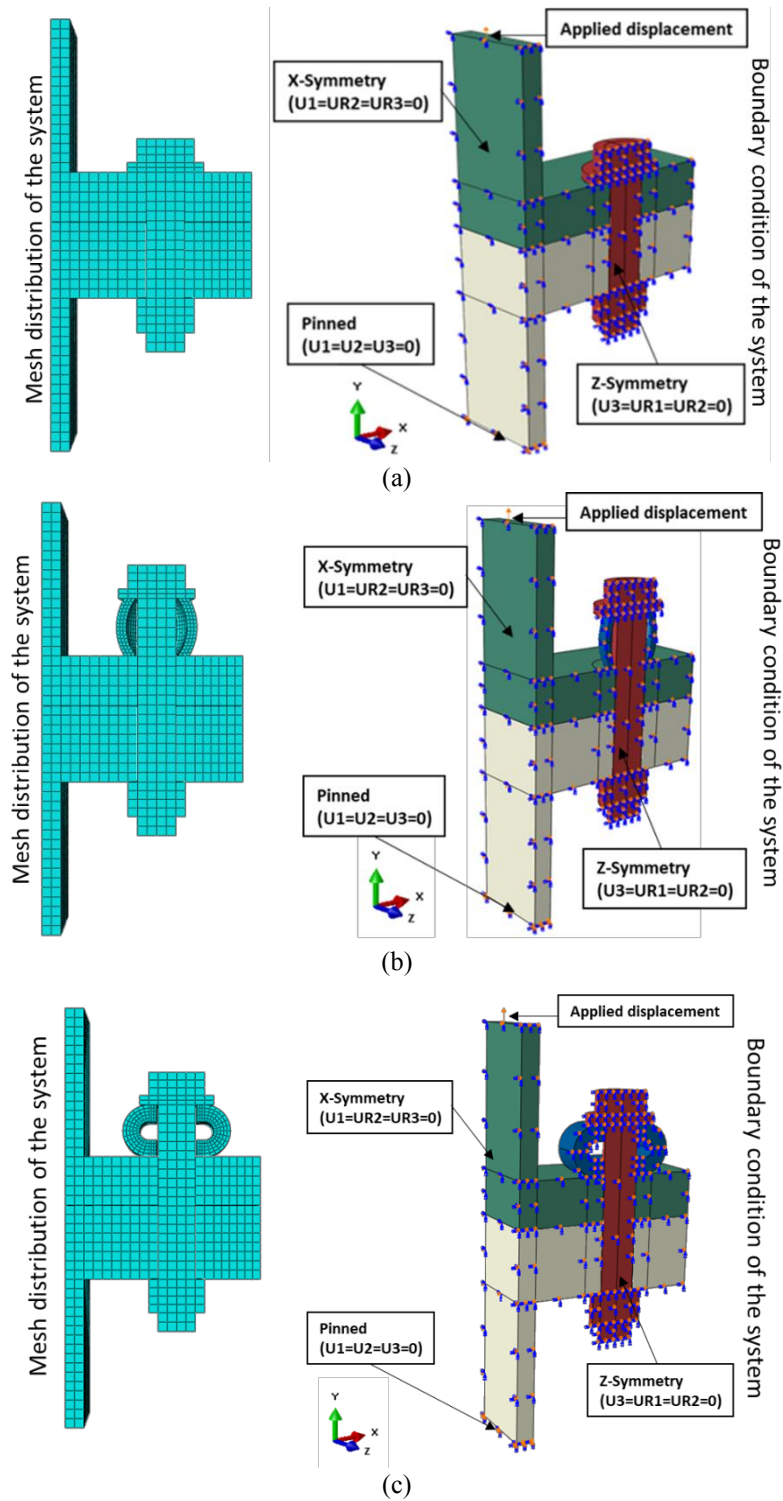 Mesh distribution of the system
Applied displacement
X-Symmetry
(U1=UR2=UR3=0)
Pinned
(U1=U2=U3=0)
Z-Symmetry
(U3=UR1=UR2=0)
Y
X
Z
Boundary condition of the system
(a)
Mesh distribution of the system
Applied displacement
X-Symmetry
(U1=UR2=UR3=0)
Pinned
(U1=U2=U3=0)
Z-Symmetry
(U3=UR1=UR2=0)
Y
X
Z
Boundary condition of the system
(b)
Mesh distribution of the system
Applied displacement
X-Symmetry
(U1=UR2=UR3=0)
Pinned
(U1=U2=U3=0)
Z-Symmetry
(U3=UR1=UR2=0)
Y
X
Z
Boundary condition of the system
(c)